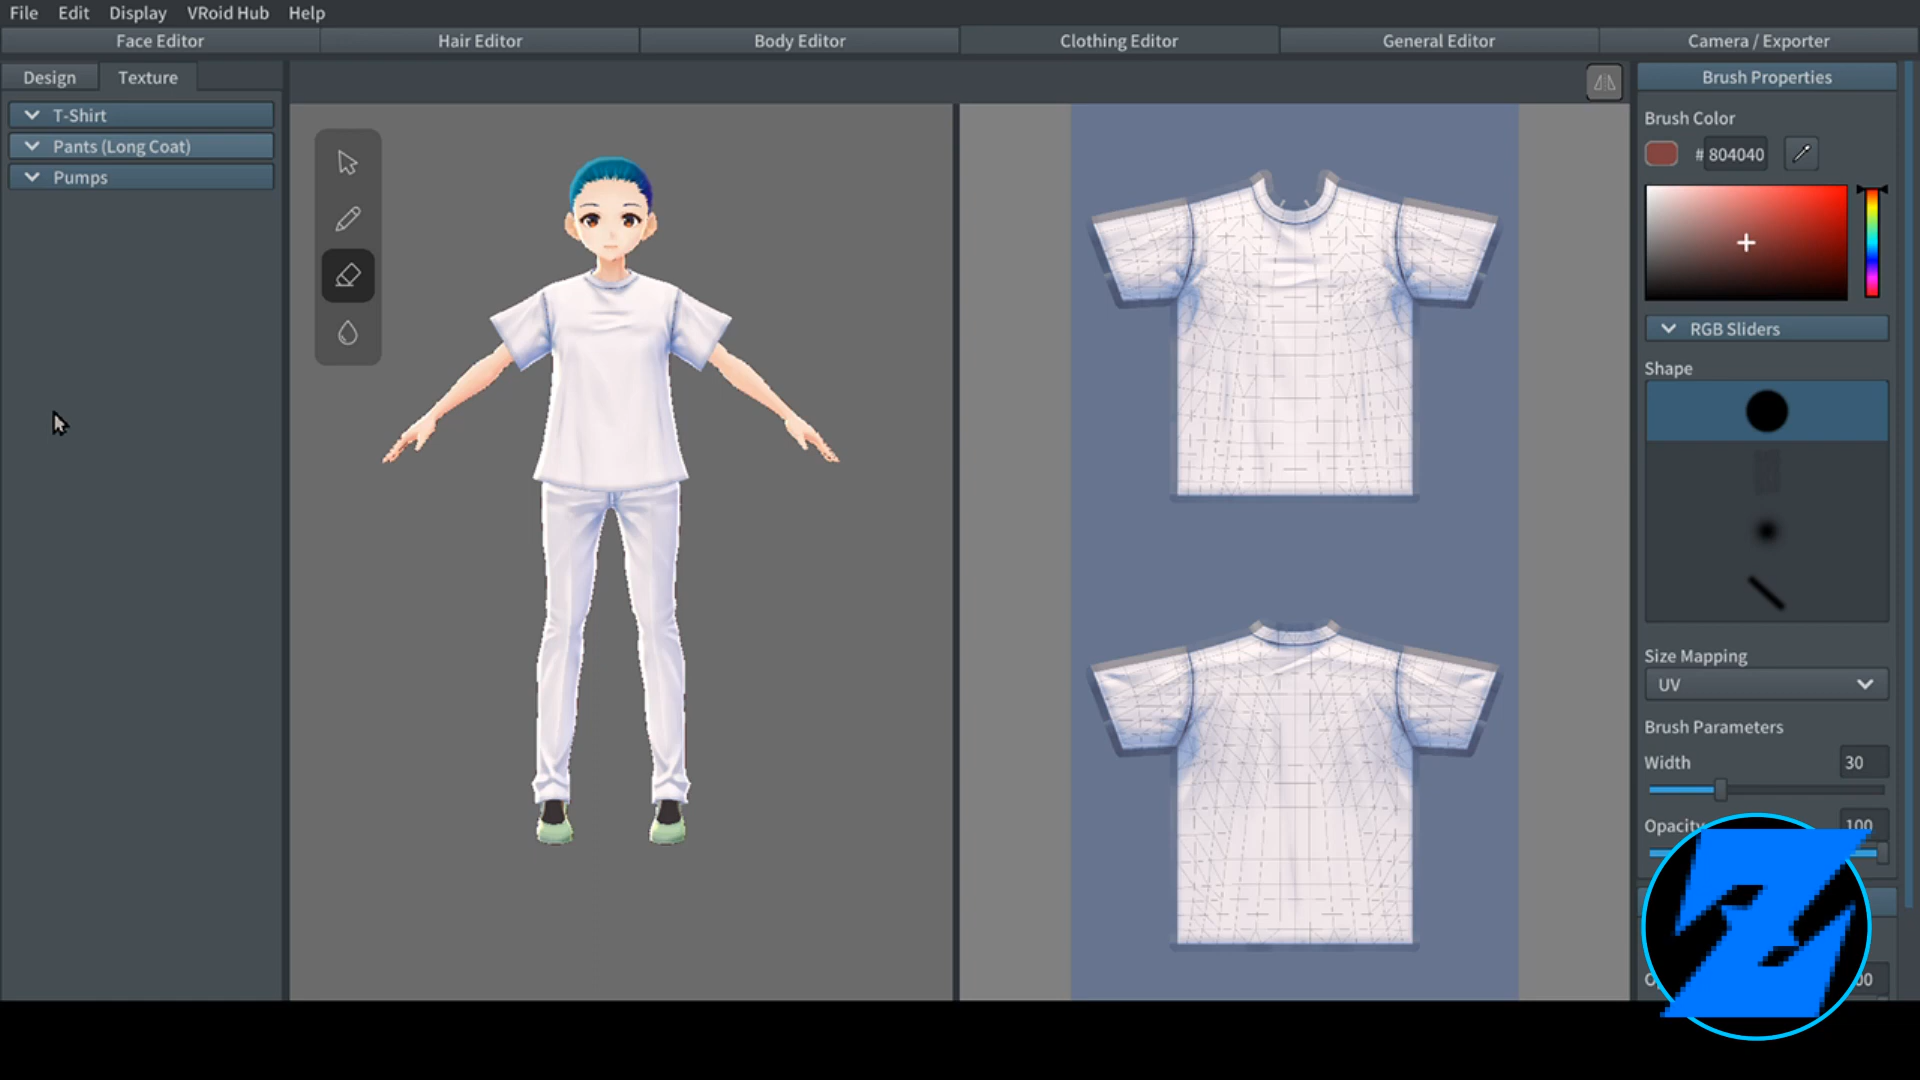 File Edit Display VRoid Hub Help
Face Editor Hair Editor Body Editor Clothing Editor General Editor Camera / Exporter
Design Texture
T-Shirt
Pants (Long Coat)
Pumps
Brush Properties
Brush Color
# 804040
RGB Sliders
Shape
Size Mapping
UV
Brush Parameters
Width 30
Opacity 100